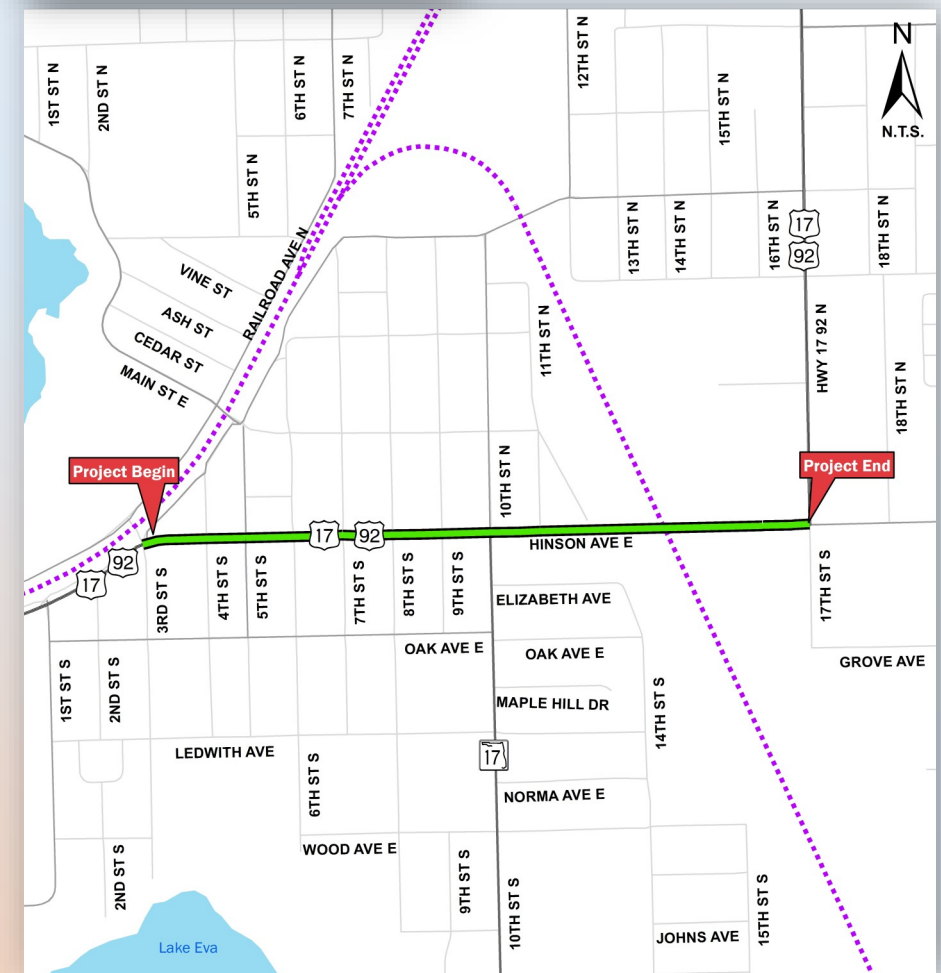 1ST ST N
2ND ST N
5TH ST N
6TH ST N
7TH ST N
12TH ST N
15TH ST N
N
N.T.S.
13TH ST N
14TH ST N
16TH ST N
17
92
18TH ST N
VINE ST
ASH ST
CEDAR ST
MAIN ST E
RAILROAD AVE N
11TH ST N
HWY 17 92 N
18TH ST N
10TH ST N
Project Begin
Project End
17
92
17
92
HINSON AVE E
3RD ST S
4TH ST S
5TH ST S
7TH ST S
8TH ST S
9TH ST S
17TH ST S
ELIZABETH AVE
OAK AVE E
OAK AVE E
GROVE AVE
1ST ST S
2ND ST S
MAPLE HILL DR
14TH ST S
LEDWITH AVE
17
6TH ST S
NORMA AVE E
WOOD AVE E
2ND ST S
9TH ST S
10TH ST S
15TH ST S
JOHNS AVE
Lake Eva